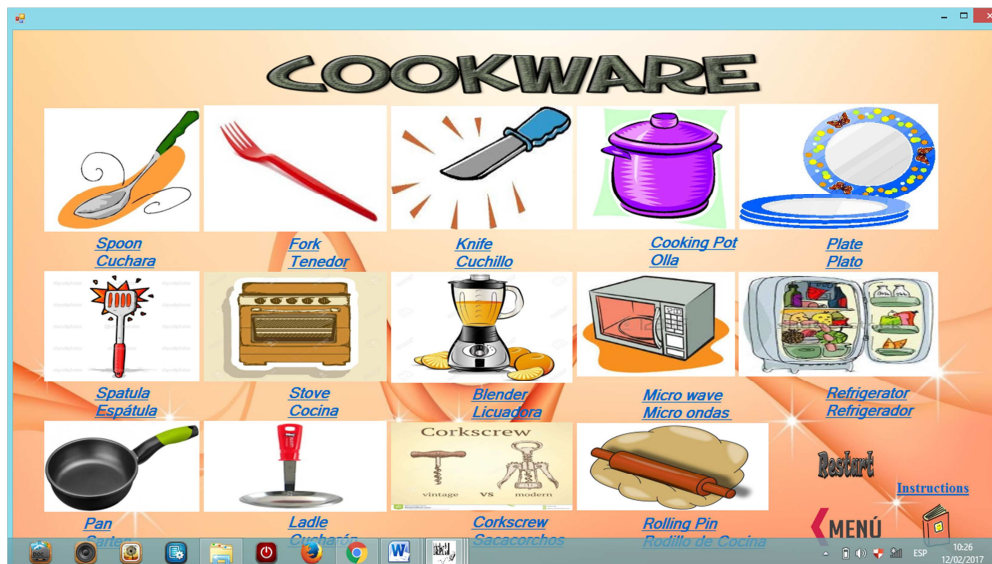 COOKWARE
Spoon
Cuchara
Fork
Tenedor
Knife
Cuchillo
Cooking Pot
Olla
Plate
Plato
Spatula
Espátula
Stove
Cocina
Blender
Licuadora
Micro wave
Micro ondas
Refrigerator
Refrigerador
Corkscrew
vintage VS modern
Pan
Sarten
Ladle
Cucharón
Corkscrew
Sacacorchos
Rolling Pin
Rodillo de Cocina
Restart
Instructions
MENÚ
ESP
10:26
12/02/2017